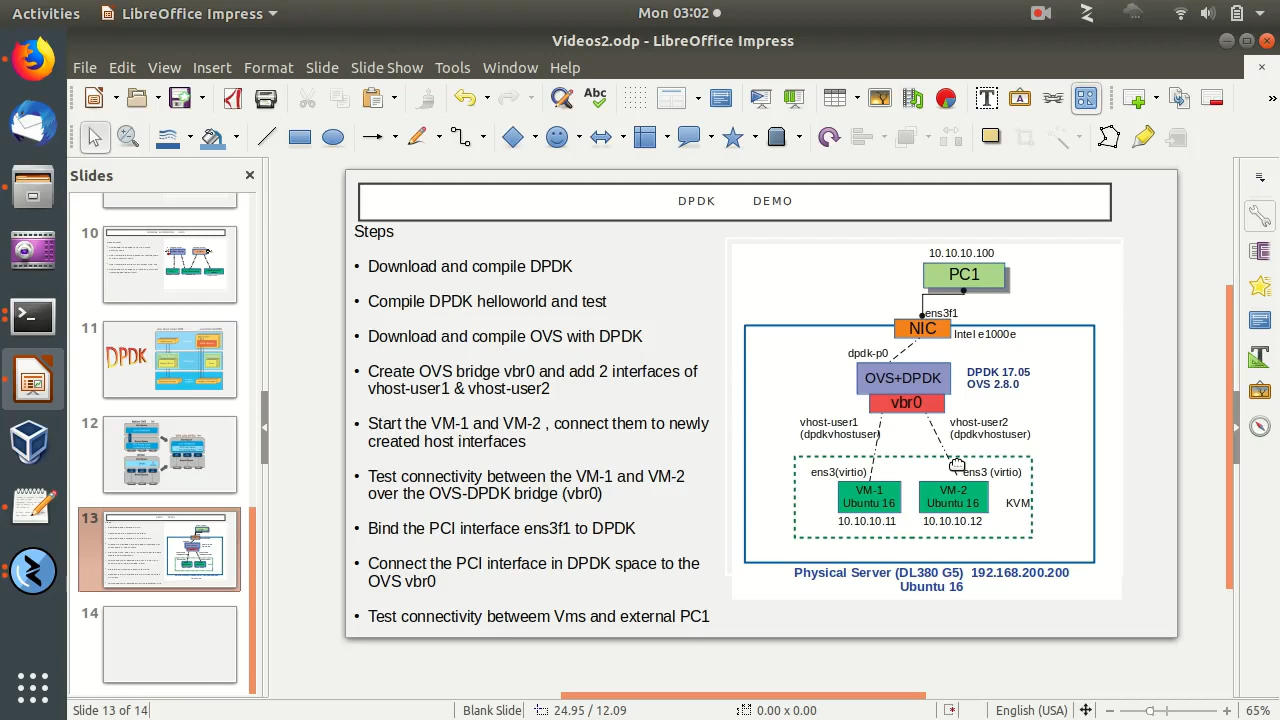 Activities
LibreOffice Impress
Mon 03:02
Videos2.odp - LibreOffice Impress
File Edit View Insert Format Slide Slide Show Tools Window Help
Abc
Slides
10
11
DPDK
12
13
14
DPDK DEMO
Steps
• Download and compile DPDK
• Compile DPDK helloworld and test
• Download and compile OVS with DPDK
• Create OVS bridge vbr0 and add 2 interfaces of
vhost-user1 & vhost-user2
• Start the VM-1 and VM-2 , connect them to newly
created host interfaces
• Test connectivity between the VM-1 and VM-2
over the OVS-DPDK bridge (vbr0)
• Bind the PCI interface ens3f1 to DPDK
• Connect the PCI interface in DPDK space to the
OVS vbr0
• Test connectivity betweem Vms and external PC1
10.10.10.100
PC1
ens3f1
NIC
Intel e1000e
dpdk-p0
OVS+DPDK
DPDK 17.05
OVS 2.8.0
vbr0
vhost-user1
(dpdkvhostuser)
vhost-user2
(dpdkvhostuser)
ens3(virtio)
ens3 (virtio)
VM-1
Ubuntu 16
VM-2
Ubuntu 16
KVM
10.10.10.11
10.10.10.12
Physical Server (DL380 G5) 192.168.200.200
Ubuntu 16
Slide 13 of 14
Blank Slide
24.95 / 12.09
0.00 x 0.00
English (USA)
65%